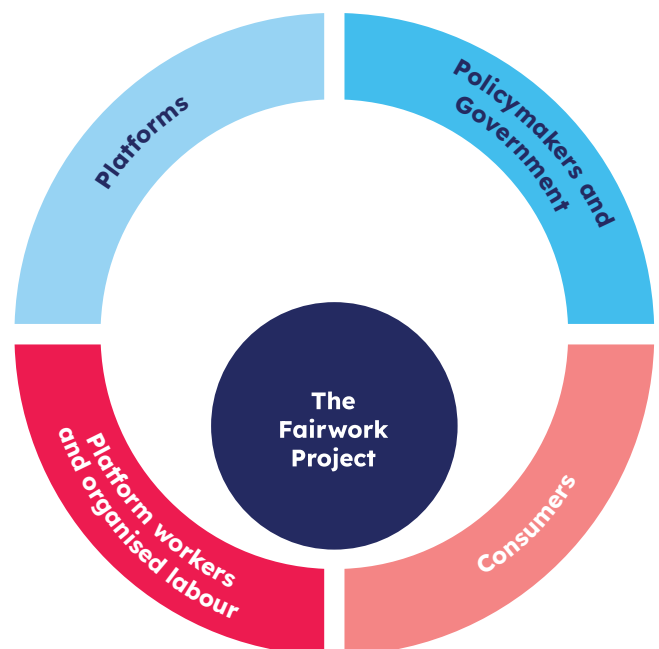 Platforms
Policymakers and
Government
The
Fairwork
Project
Platform workers
and organised labour
Consumers